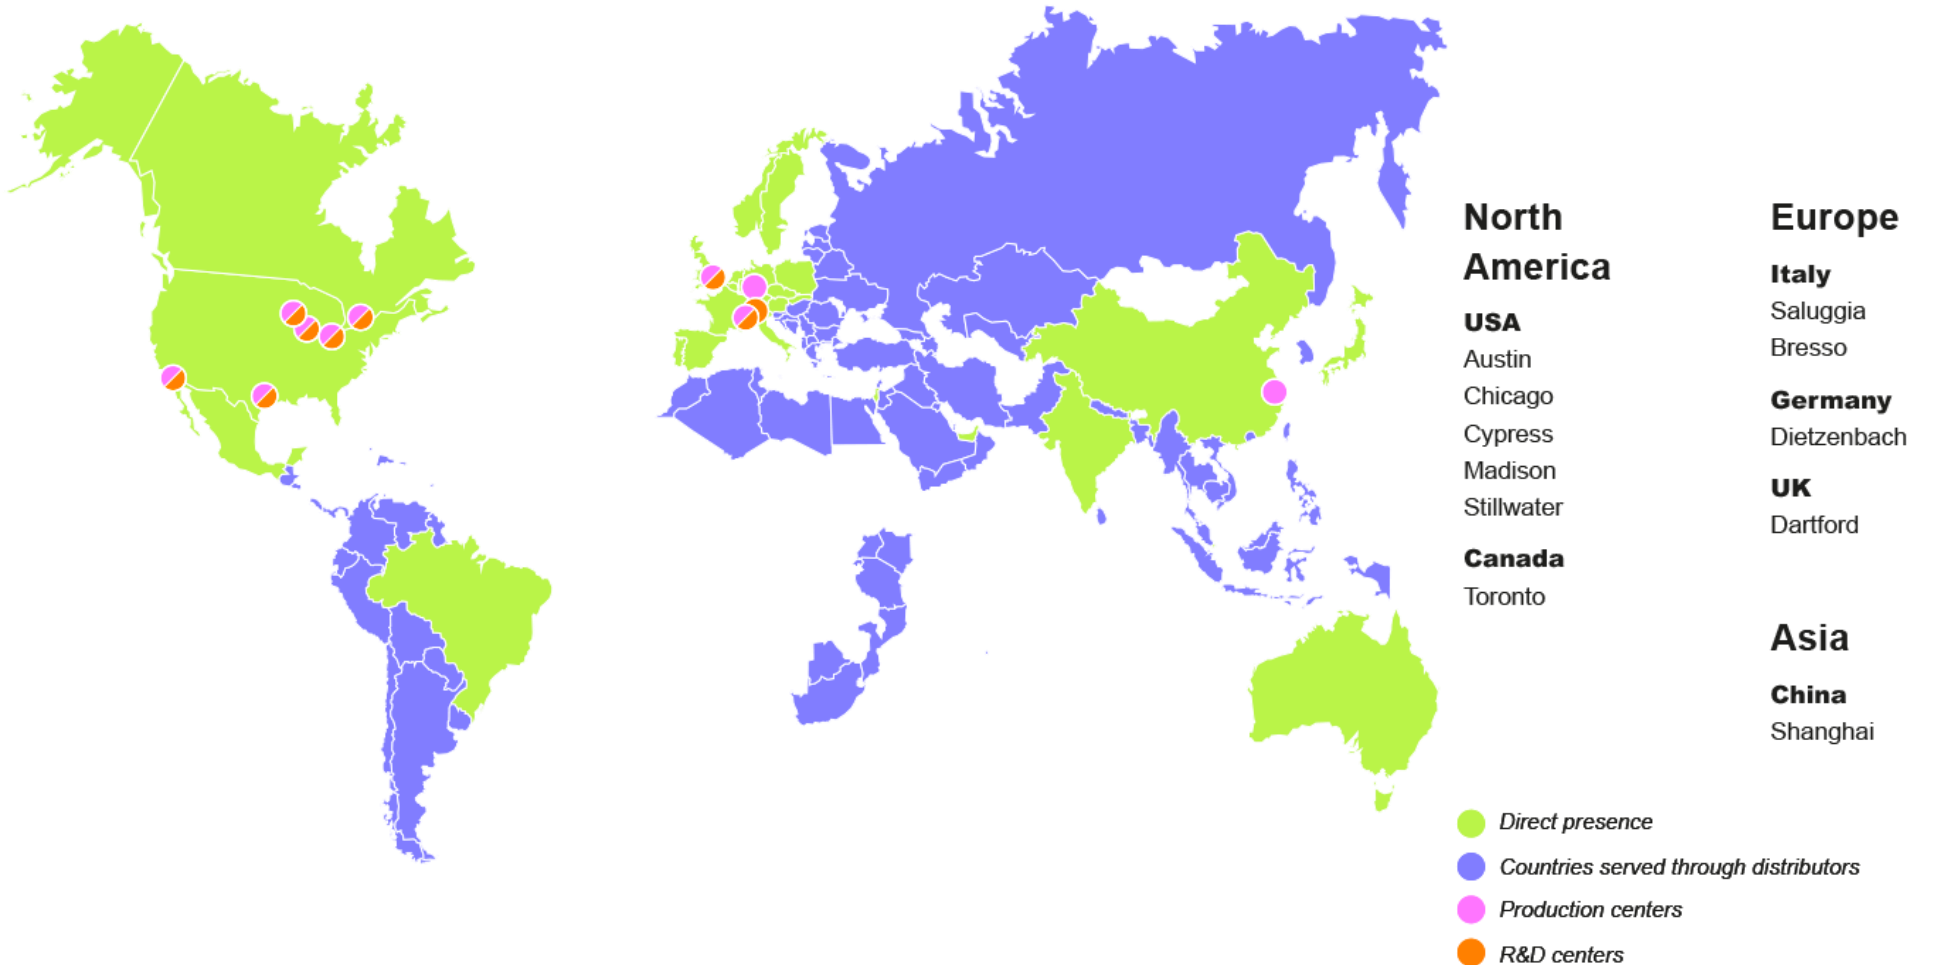 North
America
USA
Austin
Chicago
Cypress
Madison
Stillwater
Canada
Toronto
Europe
Italy
Saluggia
Bresso
Germany
Dietzenbach
UK
Dartford
Asia
China
Shanghai
Direct presence
Countries served through distributors
Production centers
R&D centers